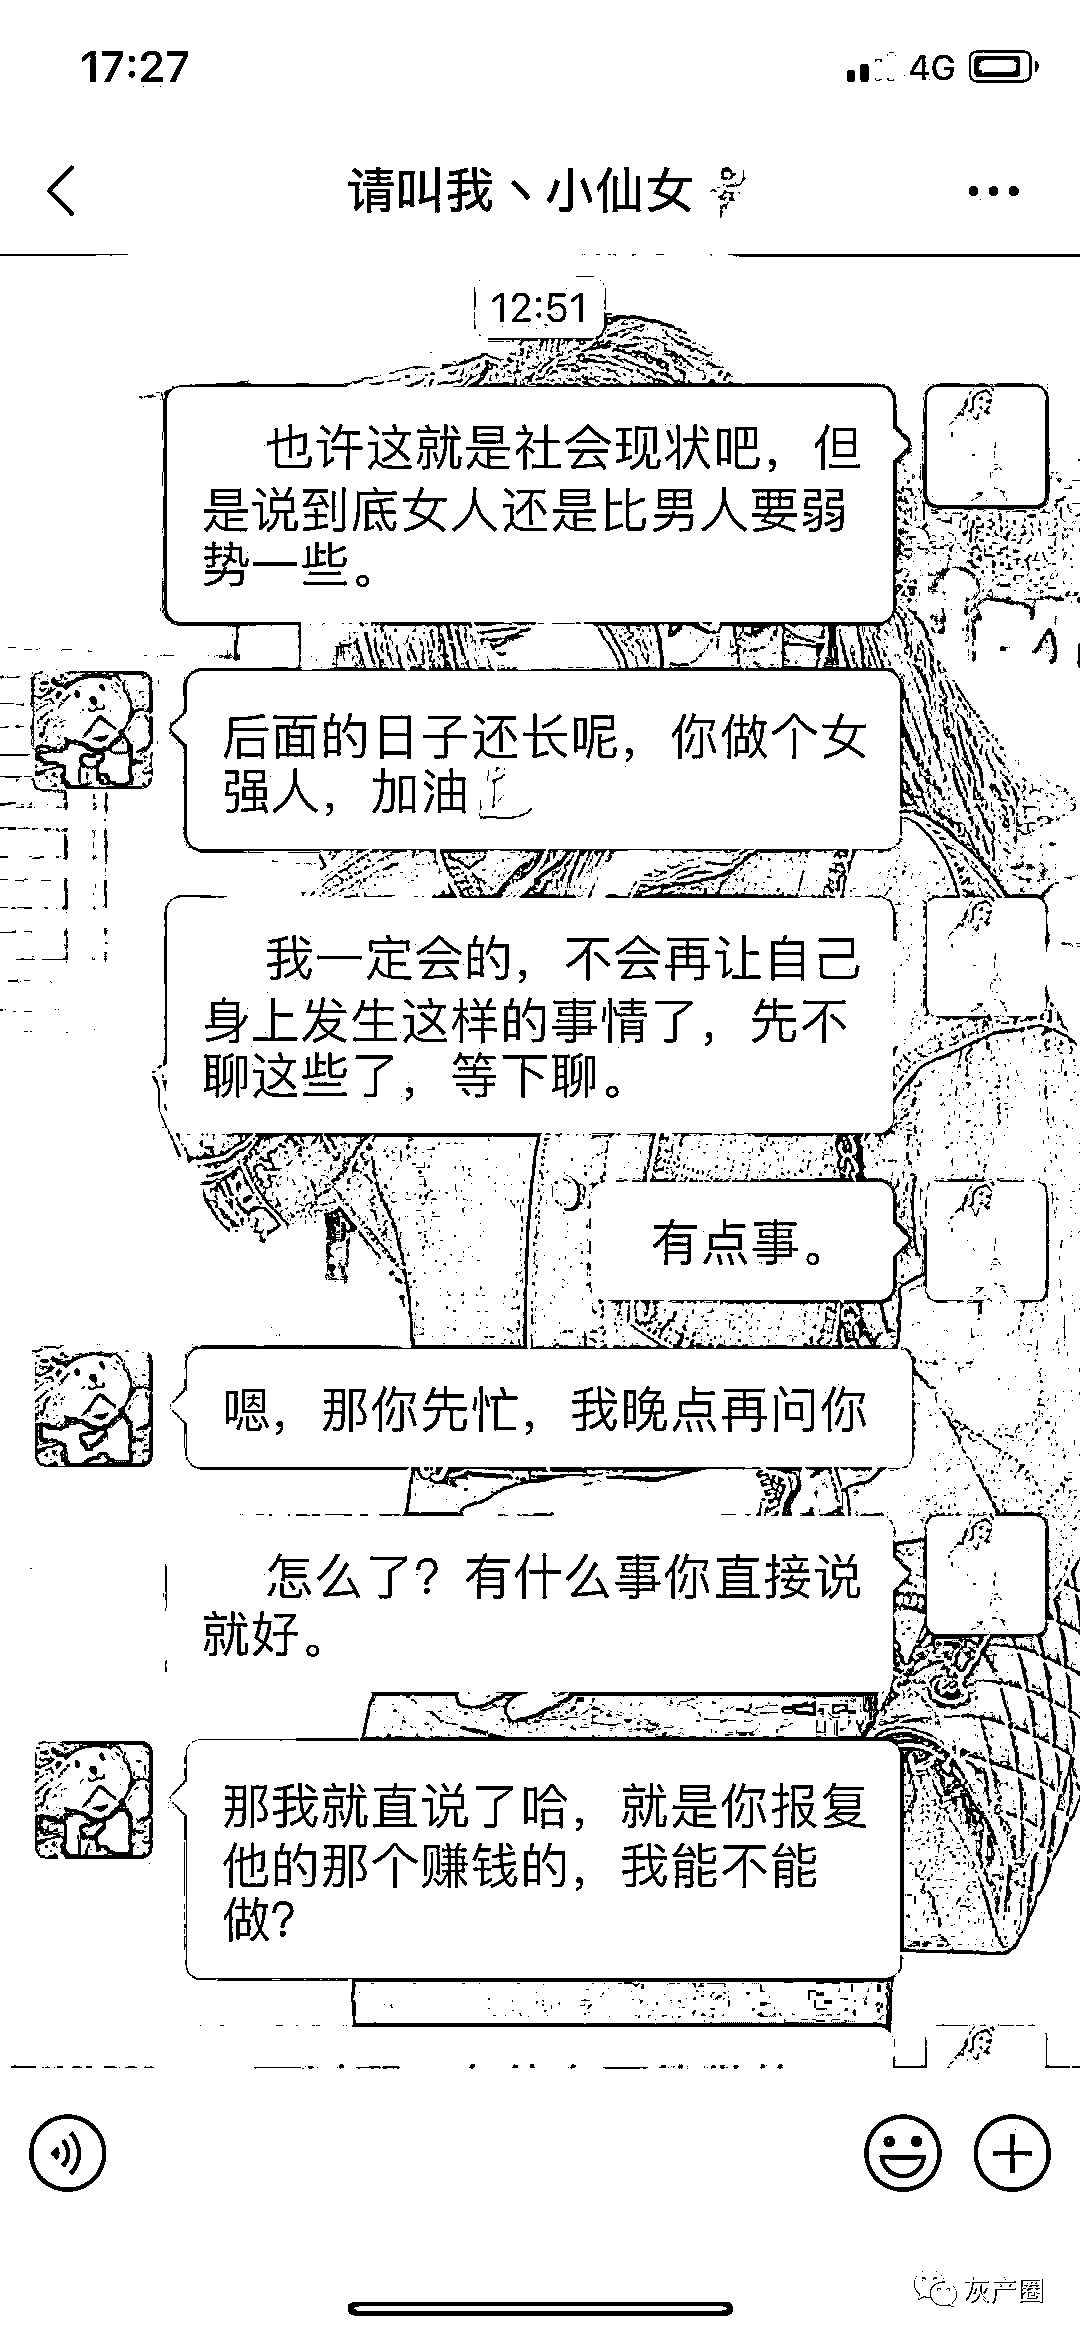 17:27
4G
请叫我丶小仙女
12:51
也许这就是社会现状吧，但
是说到底女人还是比男人要弱
势一些。
后面的日子还长呢，你做个女
强人，加油
我一定会的，不会再让自己
身上发生这样的事情了，先不
聊这些了，等下聊。
有点事。
嗯，那你先忙，我晚点再问你
怎么了？有什么事你直接说
就好。
那我就直说了哈，就是你报复
他的那个赚钱的，我能不能
做？
灰产圈